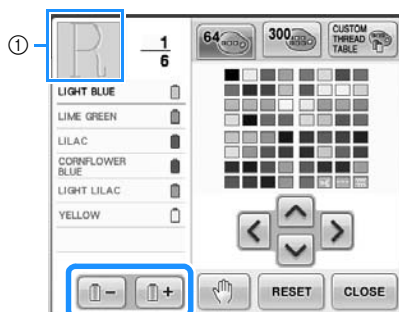 ①
R
1
6
LIGHT BLUE
LIME GREEN
LILAC
CORNFLOWER
BLUE
LIGHT LILAC
YELLOW
64
300
CUSTOM
THREAD
TABLE
- +
RESET
CLOSE